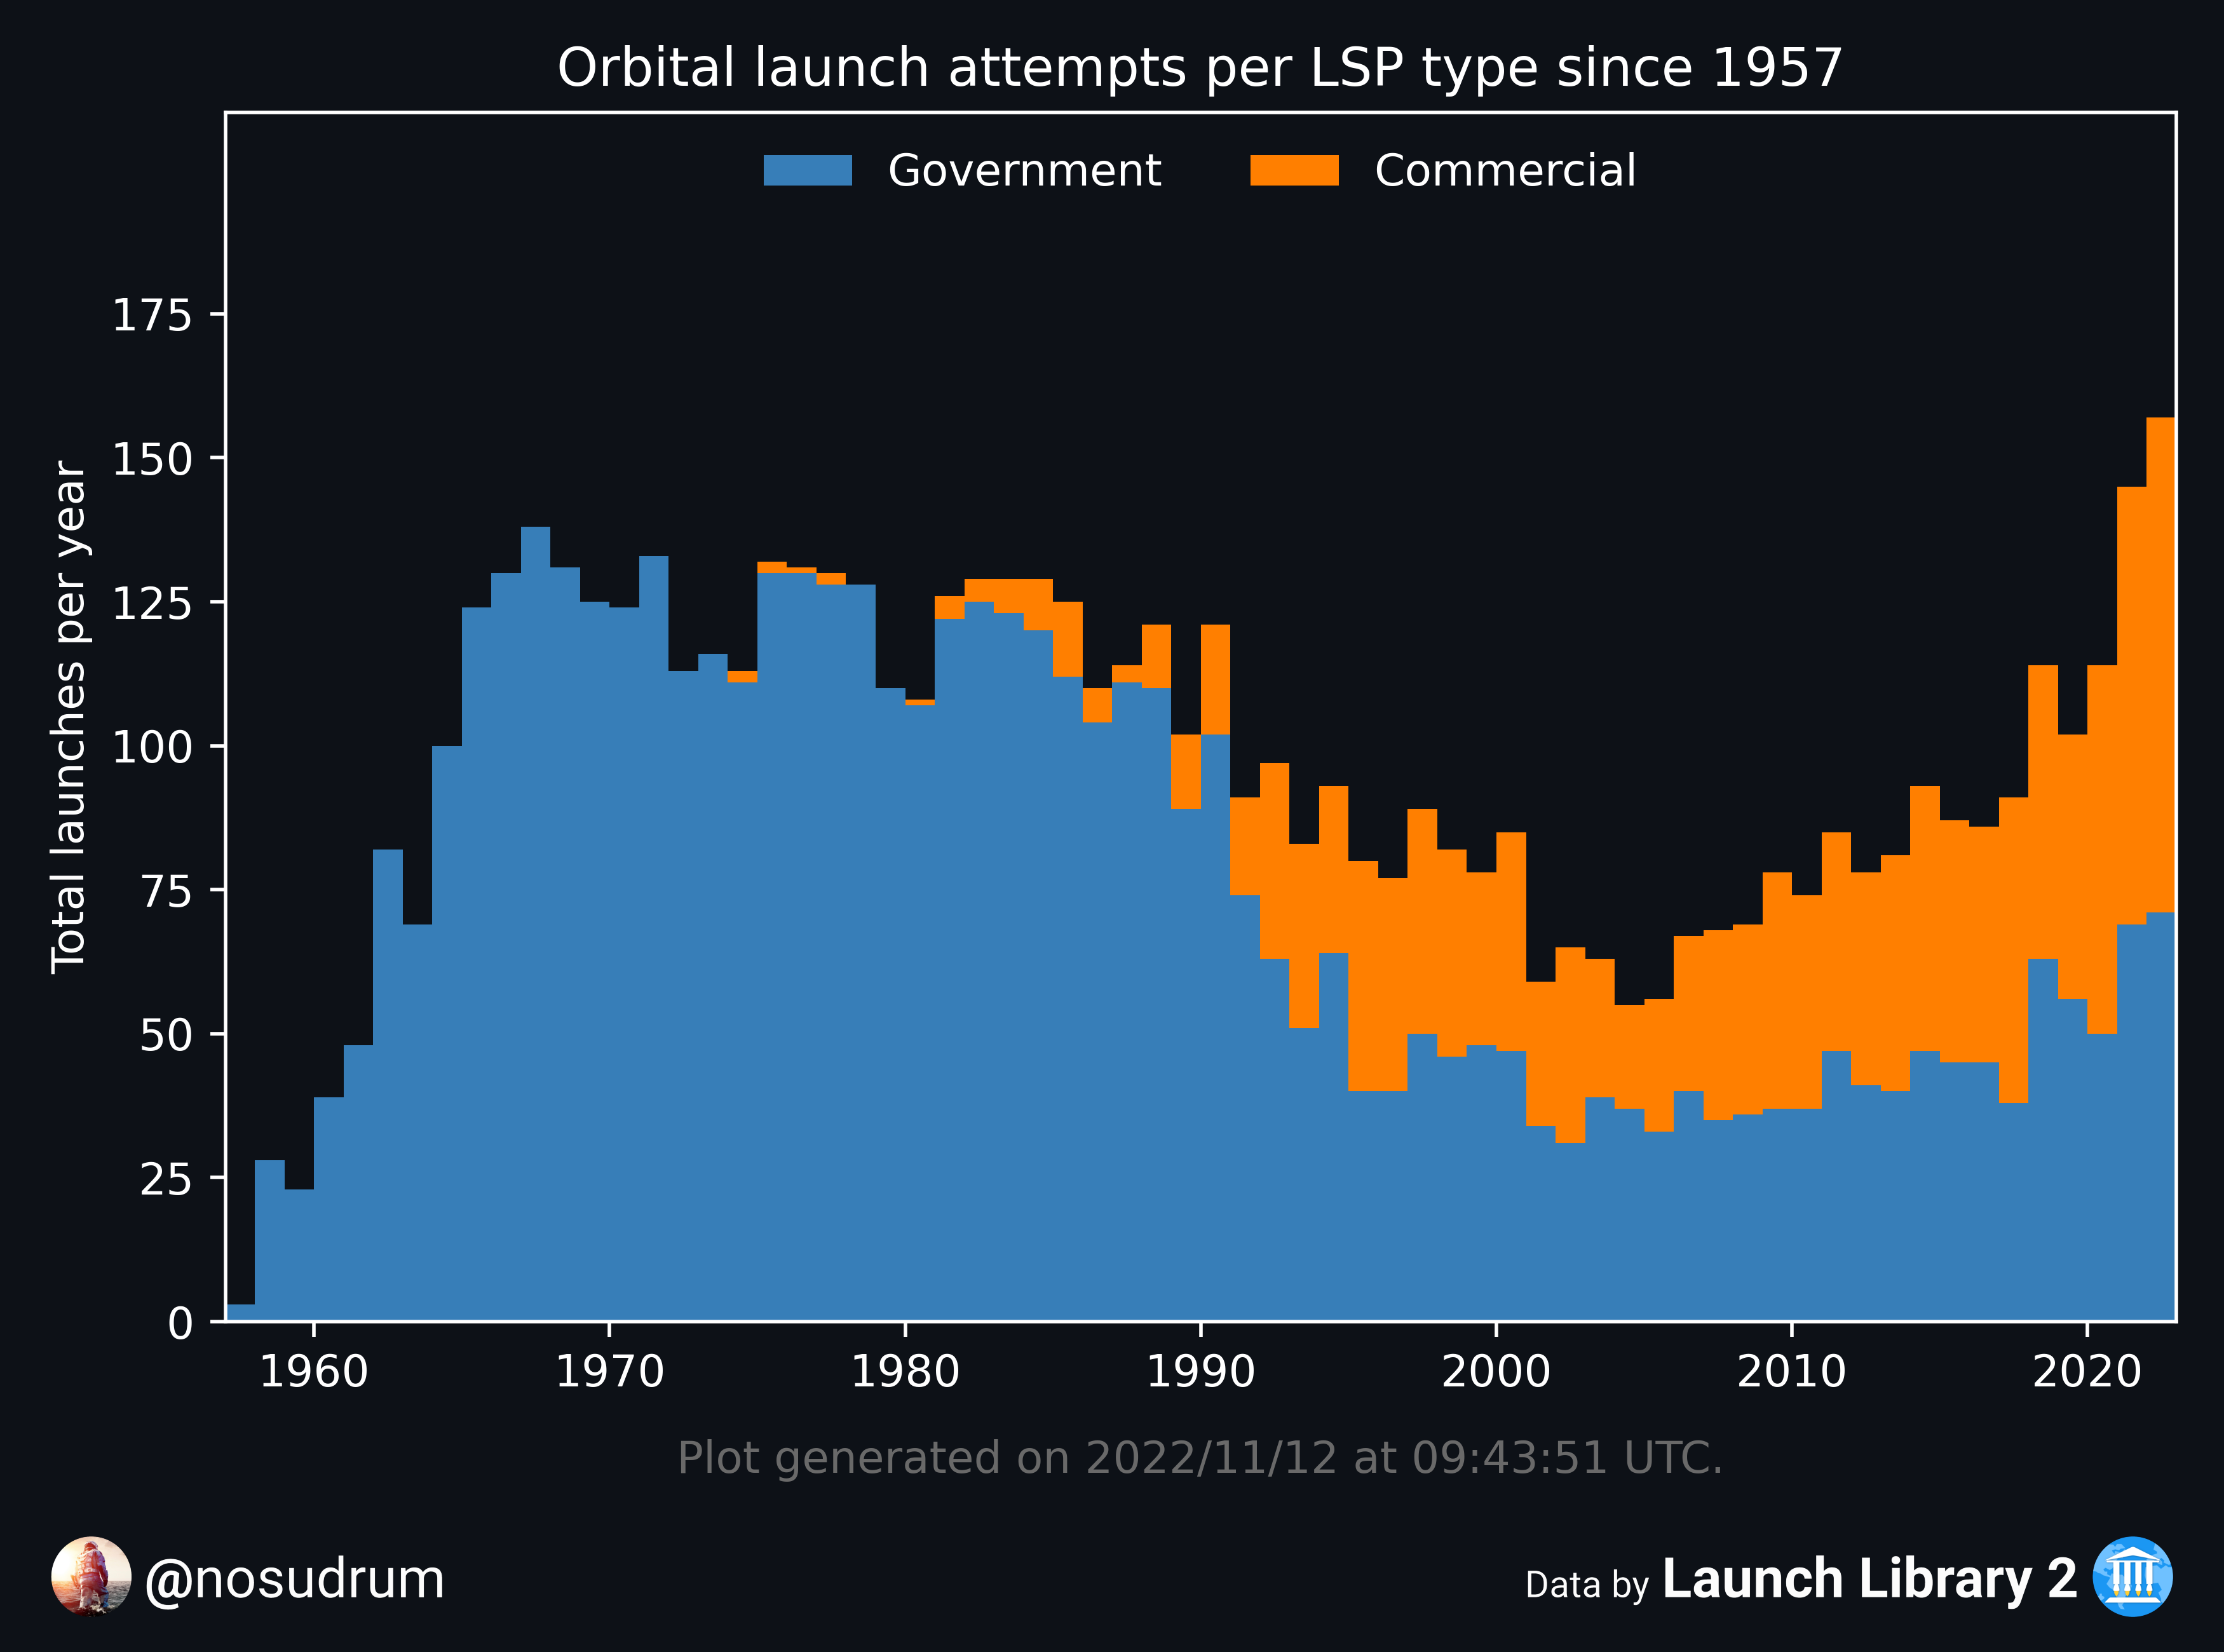 Orbital launch attempts per LSP type since 1957
Government
Commercial
Total launches per year
175
150
125
100
75
50
25
0
1960 1970 1980 1990 2000 2010 2020
Plot generated on 2022/11/12 at 09:43:51 UTC.
@nosudrum
Data by Launch Library 2